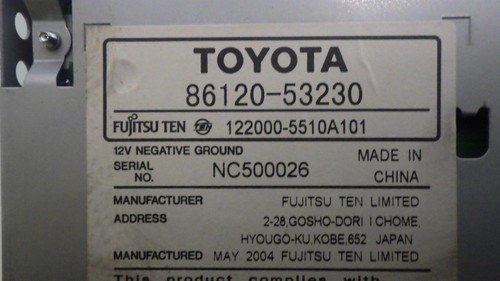 TOYOTA
86120-53230
FUJITSU TEN 122000-5510A101
12V NEGATIVE GROUND
SERIAL NO. NC500026
MADE IN CHINA
MANUFACTURER FUJITSU TEN LIMITED
ADDRESS 2-28,GOSHO-DORI I CHOME,
HYOUGO-KU,KOBE,652 JAPAN
MANUFACTURED MAY 2004 FUJITSU TEN LIMITED
This product complies with